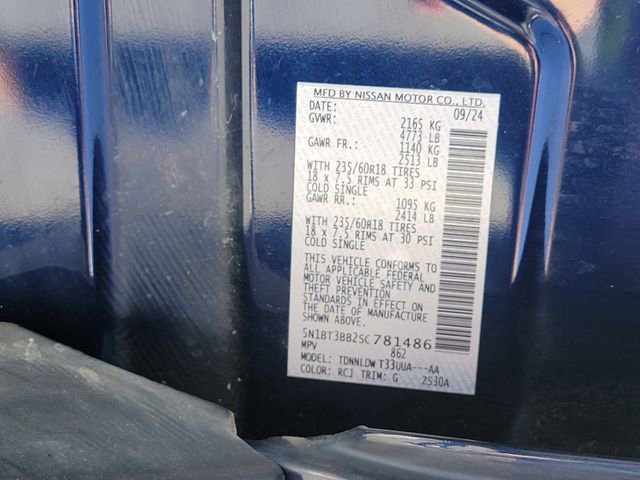 MFD BY NISSAN MOTOR CO., LTD.
DATE: 09/24
GVWR: 2165 KG
4773 LB
GAWR FR.: 1140 KG
2513 LB
WITH 235/60R18 TIRES
18 x 7.5 RIMS AT 33 PSI
COLD SINGLE
GAWR RR.: 1095 KG
2414 LB
WITH 235/60R18 TIRES
18 x 7.5 RIMS AT 30 PSI
COLD SINGLE
THIS VEHICLE CONFORMS TO
ALL APPLICABLE FEDERAL
MOTOR VEHICLE SAFETY AND
THEFT PREVENTION
STANDARDS IN EFFECT ON
THE DATE OF MANUFACTURE
SHOWN ABOVE.
5N1BT3BB2SC781486
MPV 862
MODEL: TDNNLDWT33UUA---AA
COLOR: RCJ TRIM: G 2S30A